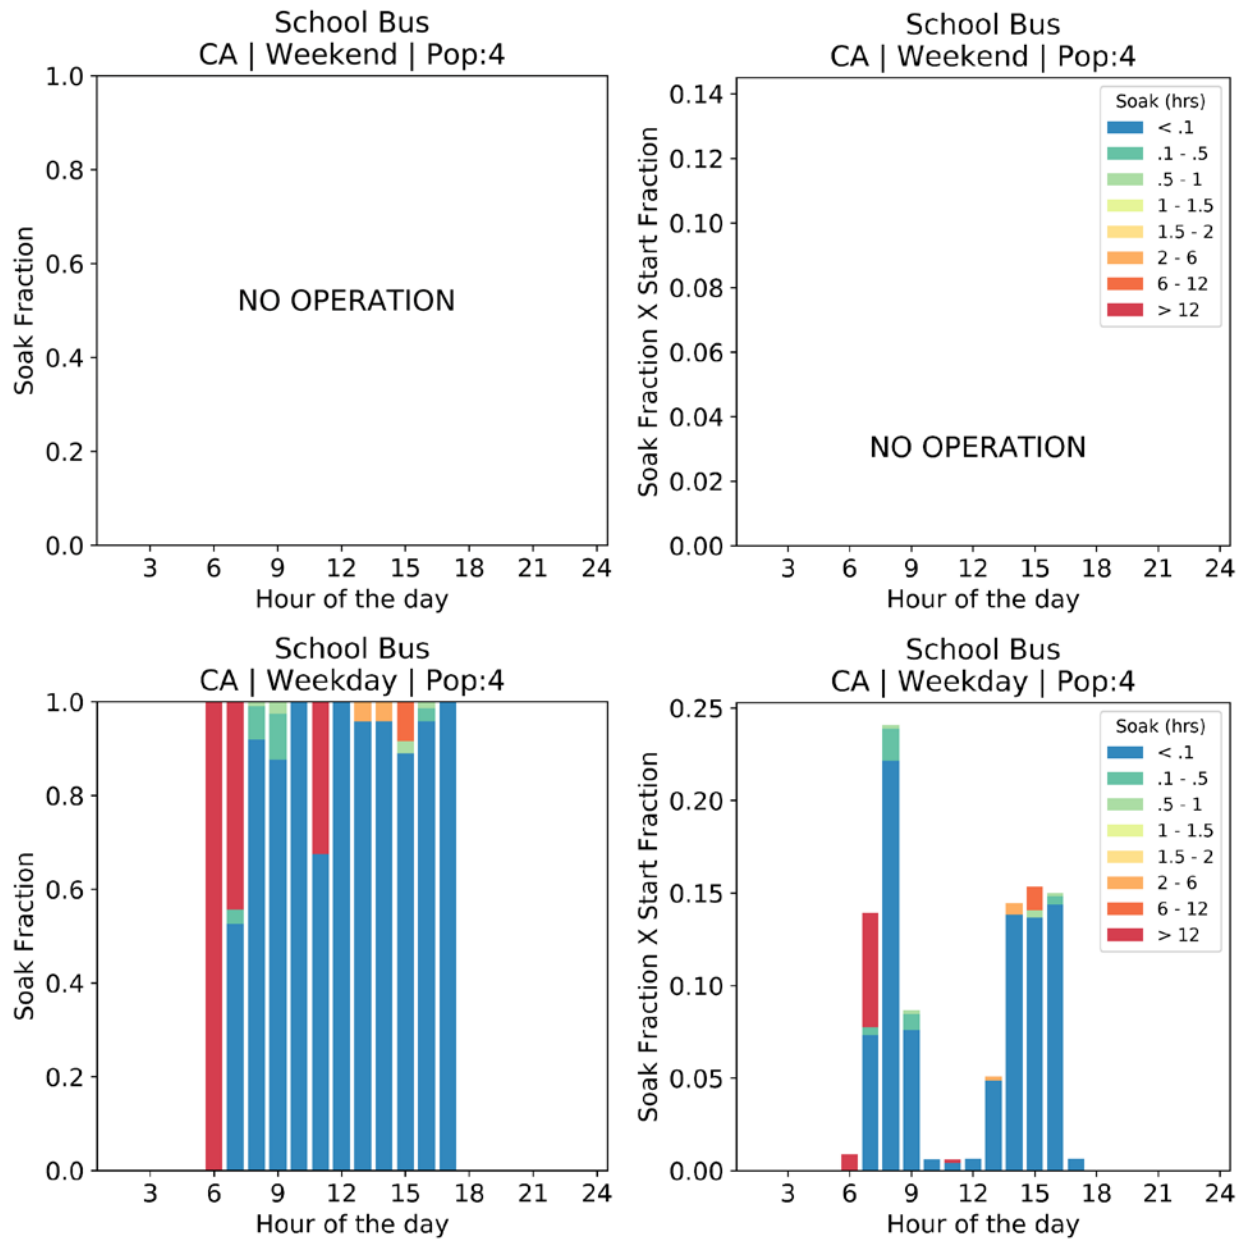 School Bus
CA | Weekend | Pop:4
1.0
0.8
0.6
0.4
0.2
0.0
Soak Fraction
NO OPERATION
3 6 9 12 15 18 21 24
Hour of the day
School Bus
CA | Weekend | Pop:4
0.14
0.12
0.10
0.08
0.06
0.04
0.02
0.00
Soak Fraction X Start Fraction
Soak (hrs)
< .1
.1 - .5
.5 - 1
1 - 1.5
1.5 - 2
2 - 6
6 - 12
> 12
NO OPERATION
3 6 9 12 15 18 21 24
Hour of the day
School Bus
CA | Weekday | Pop:4
1.0
0.8
0.6
0.4
0.2
0.0
Soak Fraction
3 6 9 12 15 18 21 24
Hour of the day
School Bus
CA | Weekday | Pop:4
0.25
0.20
0.15
0.10
0.05
0.00
Soak Fraction X Start Fraction
Soak (hrs)
< .1
.1 - .5
.5 - 1
1 - 1.5
1.5 - 2
2 - 6
6 - 12
> 12
3 6 9 12 15 18 21 24
Hour of the day